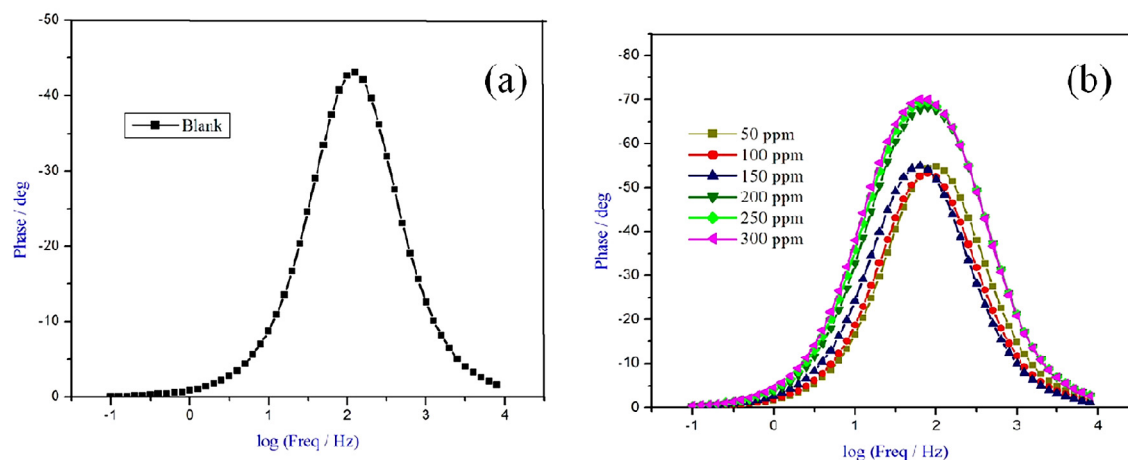 (a)
-50
-40
-30
-20
-10
0
Phase / deg
Blank
-1 0 1 2 3 4
log (Freq / Hz)
(b)
-85
-80
-70
-60
-50
-40
-30
-20
-10
0
Phase / deg
50 ppm
100 ppm
150 ppm
200 ppm
250 ppm
300 ppm
-1 0 1 2 3 4
log (Freq / Hz)